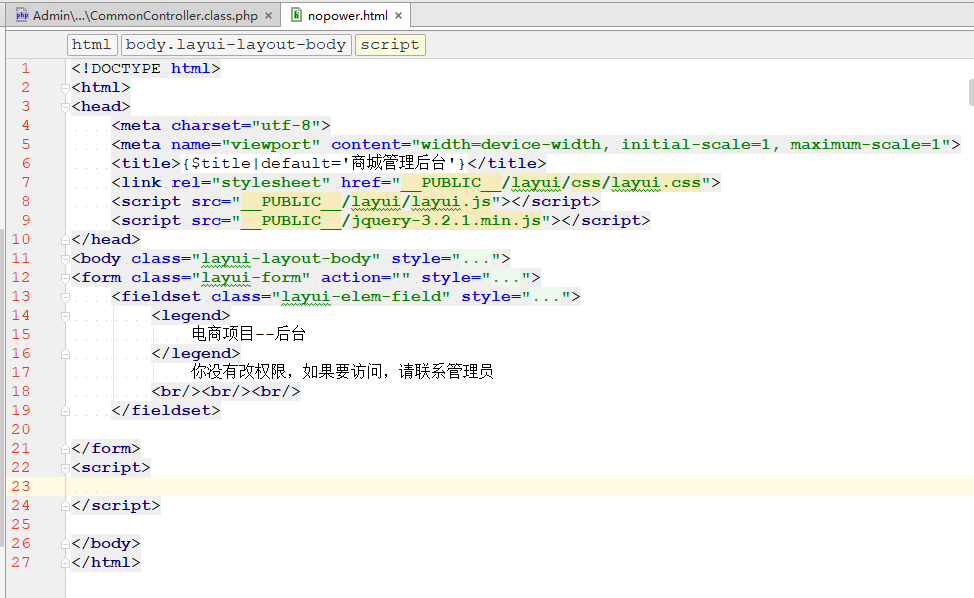 Admin\...\CommonController.class.php × nopower.html ×
html body.layui-layout-body script
1 <!DOCTYPE html>
2 <html>
3 <head>
4 <meta charset="utf-8">
5 <meta name="viewport" content="width=device-width, initial-scale=1, maximum-scale=1">
6 <title>{$title|default='商城管理后台'}</title>
7 <link rel="stylesheet" href="__PUBLIC__/layui/css/layui.css">
8 <script src="__PUBLIC__/layui/layui.js"></script>
9 <script src="__PUBLIC__/jquery-3.2.1.min.js"></script>
10 </head>
11 <body class="layui-layout-body" style="...">
12 <form class="layui-form" action="" style="...">
13 <fieldset class="layui-elem-field" style="...">
14 <legend>
15 电商项目--后台
16 </legend>
17 你没有改权限，如果要访问，请联系管理员
18 <br/><br/><br/>
19 </fieldset>
20
21 </form>
22 <script>
23
24 </script>
25
26 </body>
27 </html>